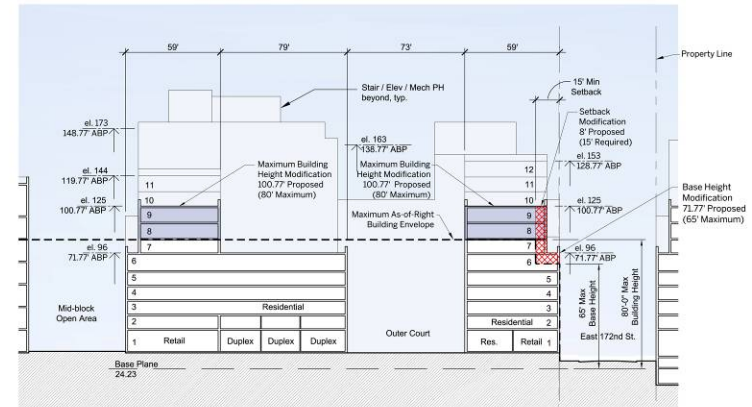 59'
79'
73'
59'
Property Line
Stair / Elev / Mech PH
beyond, typ.
15' Min
Setback
Setback
Modification
8' Proposed
(15' Required)
el. 173
148.77' ABP
el. 163
138.77' ABP
el. 153
128.77' ABP
el. 144
119.77' ABP
Maximum Building
Height Modification
100.77' Proposed
(80' Maximum)
Maximum Building
Height Modification
100.77' Proposed
(80' Maximum)
Base Height
Modification
71.77' Proposed
(65' Maximum)
el. 125
100.77' ABP
el. 125
100.77' ABP
Maximum As-of-Right
Building Envelope
el. 96
71.77' ABP
el. 96
71.77' ABP
11
10
9
8
7
6
5
4
3
2
1
12
11
10
9
8
7
6
5
4
3
2
1
Residential
Residential
Mid-block
Open Area
Retail
Duplex
Duplex
Duplex
Outer Court
Res.
Retail
65' Max
Base Height
80'-0" Max
Building Height
East 172nd St.
Base Plane
24.23